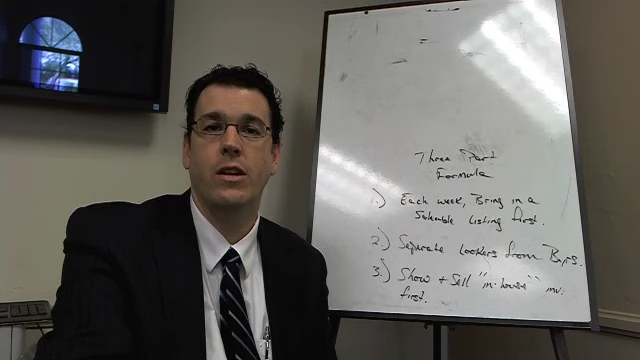 Three Part
Formula
1.) Each week, Bring in a
Saleable Listing first.
2.) Separate Lookers from Byrs.
3.) Show + Sell "in-house" inv.
first.